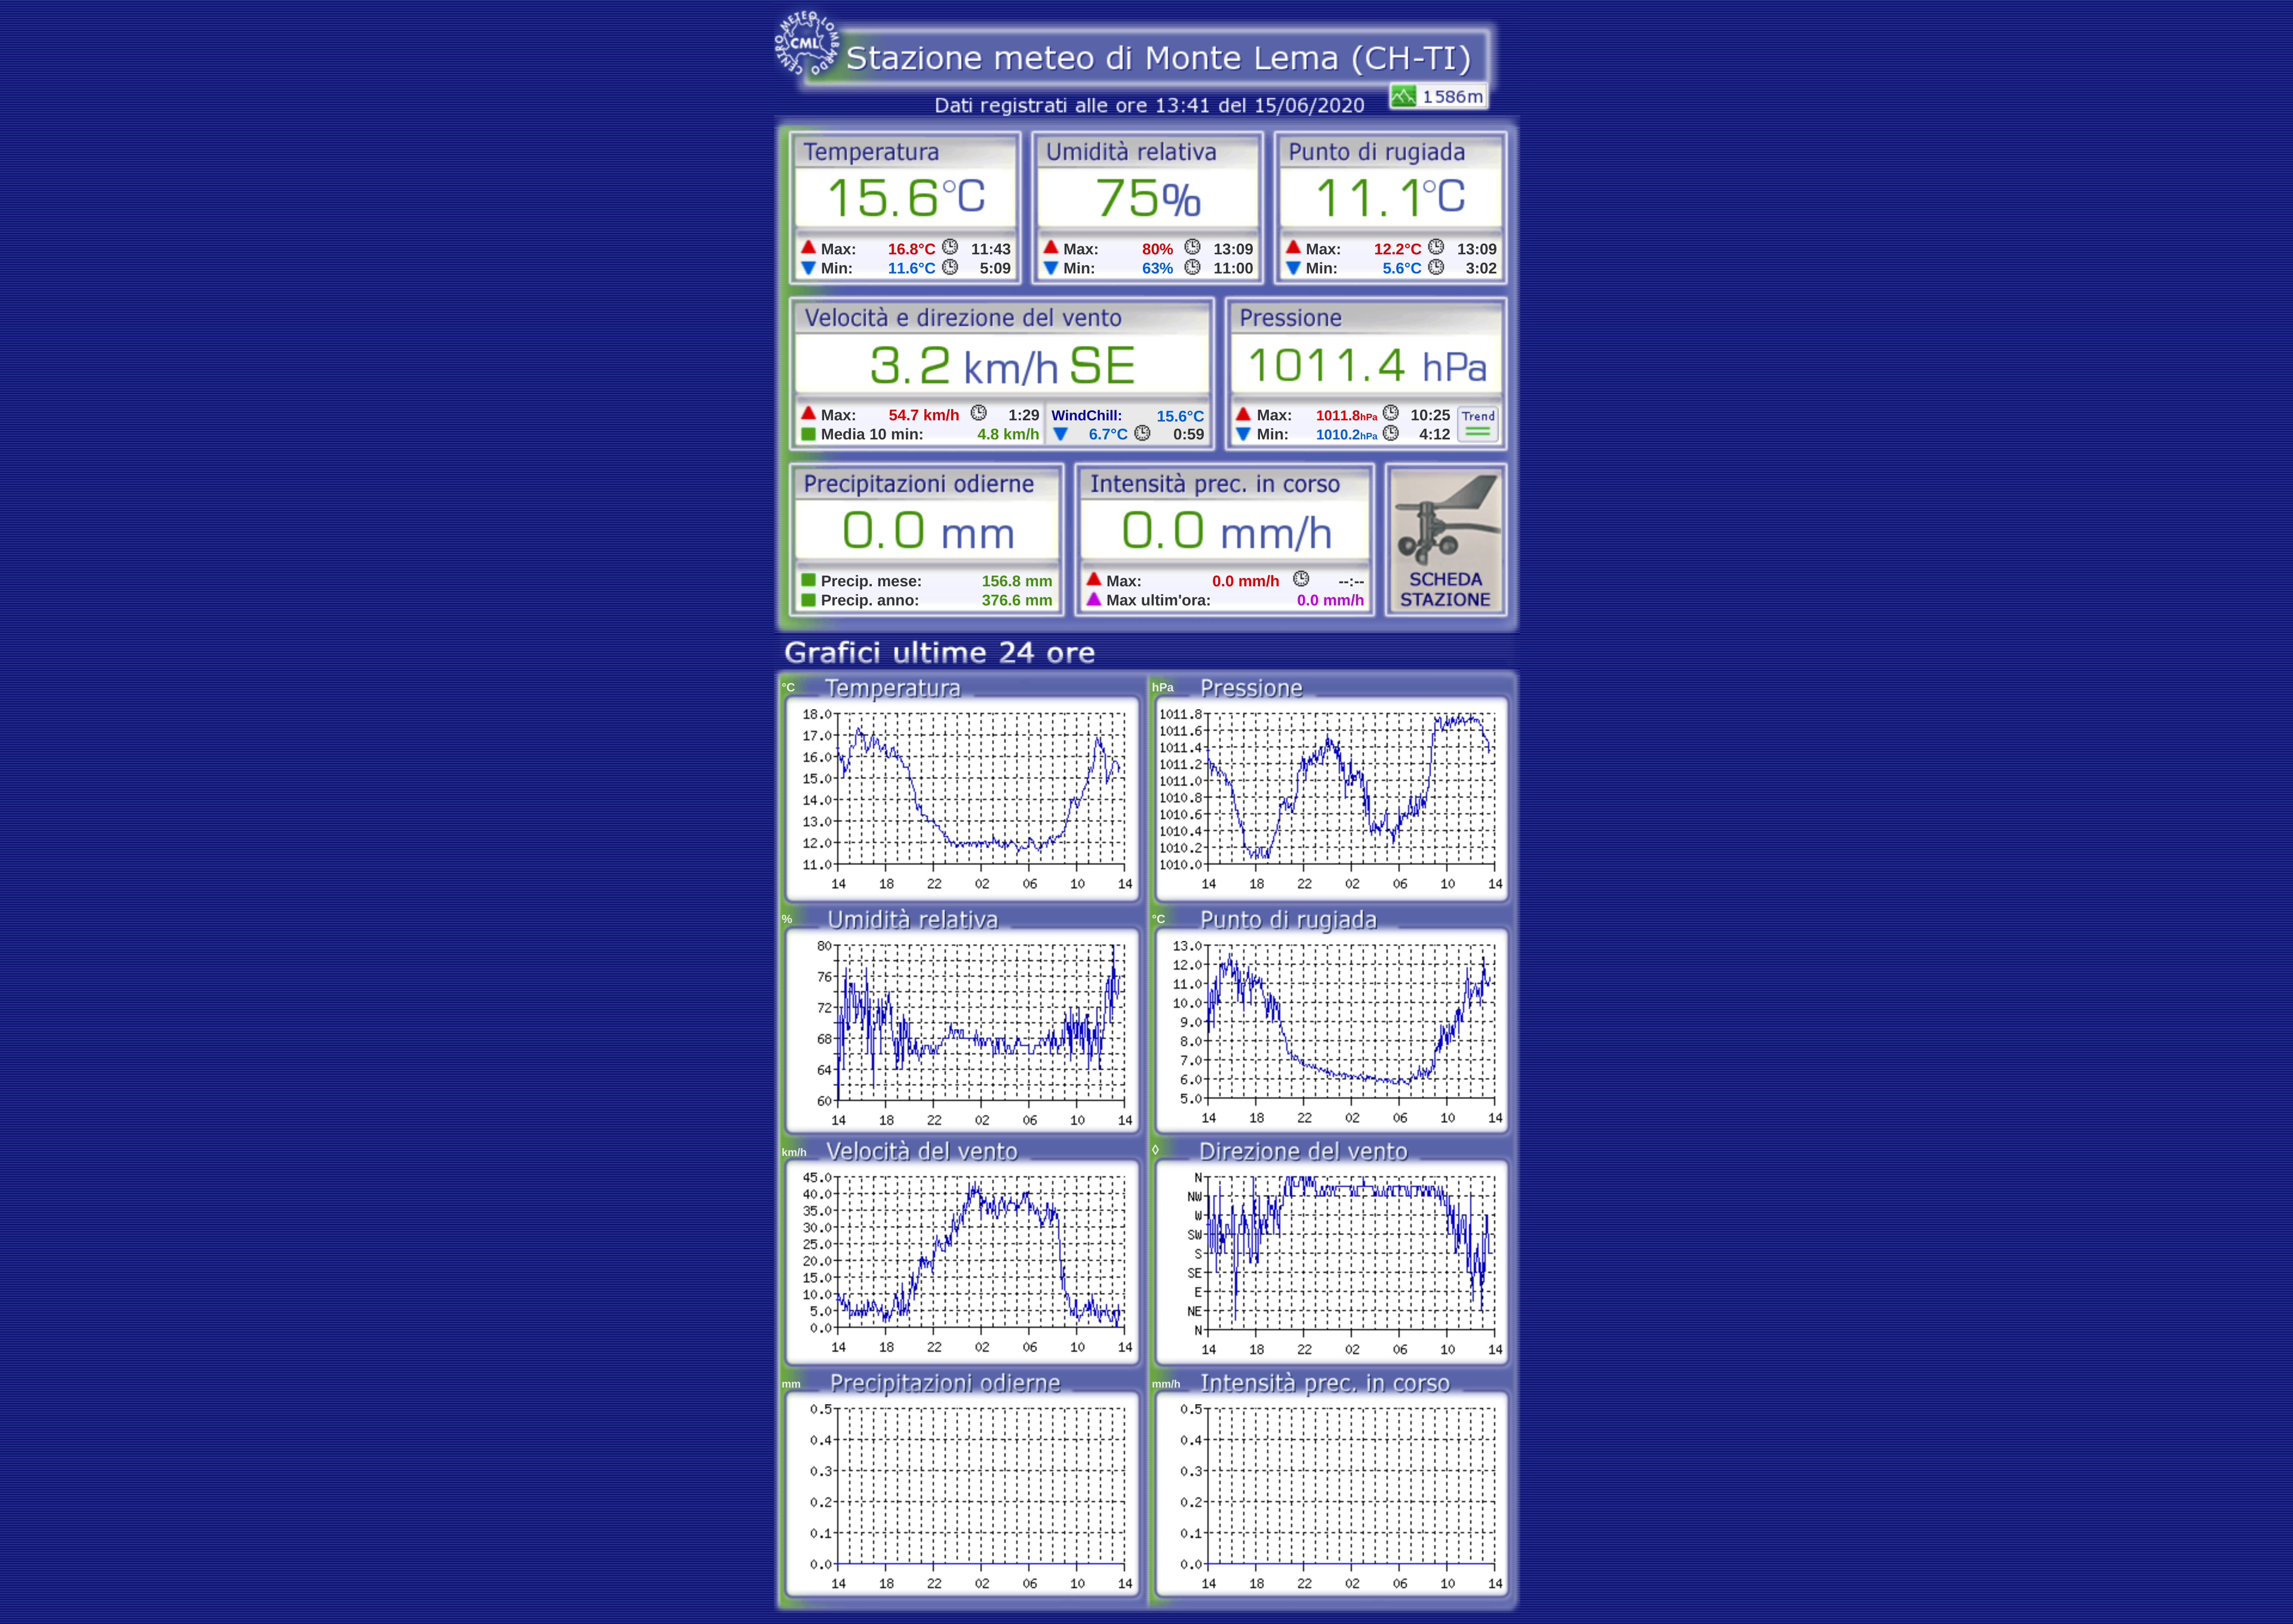 CENTRO METEO LOMBARDO
CML
Stazione meteo di Monte Lema (CH-TI)
Dati registrati alle ore 13:41 del 15/06/2020
1586m
Temperatura
15.6°C
Max: 16.8°C 11:43
Min: 11.6°C 5:09
Umidità relativa
75%
Max: 80% 13:09
Min: 63% 11:00
Punto di rugiada
11.1°C
Max: 12.2°C 13:09
Min: 5.6°C 3:02
Velocità e direzione del vento
3.2 km/h SE
Max: 54.7 km/h 1:29
Media 10 min: 4.8 km/h
WindChill: 15.6°C
6.7°C 0:59
Pressione
1011.4 hPa
Max: 1011.8hPa 10:25
Min: 1010.2hPa 4:12
Trend
Precipitazioni odierne
0.0 mm
Precip. mese: 156.8 mm
Precip. anno: 376.6 mm
Intensità prec. in corso
0.0 mm/h
Max: 0.0 mm/h --:--
Max ultim'ora: 0.0 mm/h
SCHEDA
STAZIONE
Grafici ultime 24 ore
°C Temperatura
18.0
17.0
16.0
15.0
14.0
13.0
12.0
11.0
14 18 22 02 06 10 14
hPa Pressione
1011.8
1011.6
1011.4
1011.2
1011.0
1010.8
1010.6
1010.4
1010.2
1010.0
14 18 22 02 06 10 14
% Umidità relativa
80
76
72
68
64
60
14 18 22 02 06 10 14
°C Punto di rugiada
13.0
12.0
11.0
10.0
9.0
8.0
7.0
6.0
5.0
14 18 22 02 06 10 14
km/h Velocità del vento
45.0
40.0
35.0
30.0
25.0
20.0
15.0
10.0
5.0
0.0
14 18 22 02 06 10 14
◊ Direzione del vento
N
NW
W
SW
S
SE
E
NE
N
14 18 22 02 06 10 14
mm Precipitazioni odierne
0.5
0.4
0.3
0.2
0.1
0.0
14 18 22 02 06 10 14
mm/h Intensità prec. in corso
0.5
0.4
0.3
0.2
0.1
0.0
14 18 22 02 06 10 14